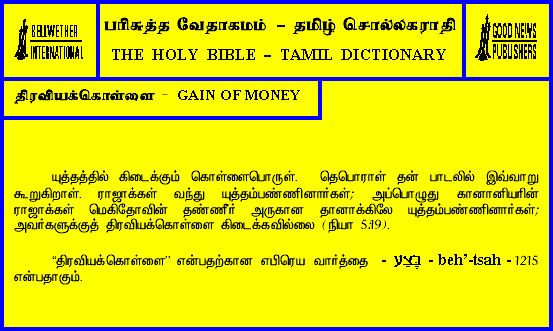 BELLWETHER
INTERNATIONAL
பரிசுத்த வேதாகமம் – தமிழ் சொல்லகராதி
THE HOLY BIBLE – TAMIL DICTIONARY
GOOD NEWS
PUBLISHERS
திரவியக்கொள்ளை - GAIN OF MONEY
யுத்தத்தில் கிடைக்கும் கொள்ளைபொருள். தெபொராள் தன் பாடலில் இவ்வாறு
கூறுகிறாள். ராஜாக்கள் வந்து யுத்தம்பண்ணினார்கள்; அப்பொழுது கானானியரின்
ராஜாக்கள் மெகிதோவின் தண்ணீர் அருகான தானாக்கிலே யுத்தம்பண்ணினார்கள்;
அவர்களுக்குத் திரவியக்கொள்ளை கிடைக்கவில்லை (நியா 5:19).
“திரவியக்கொள்ளை” என்பதற்கான எபிரெய வார்த்தை - בֶּצַע - beh’-tsah - 1215
என்பதாகும்.